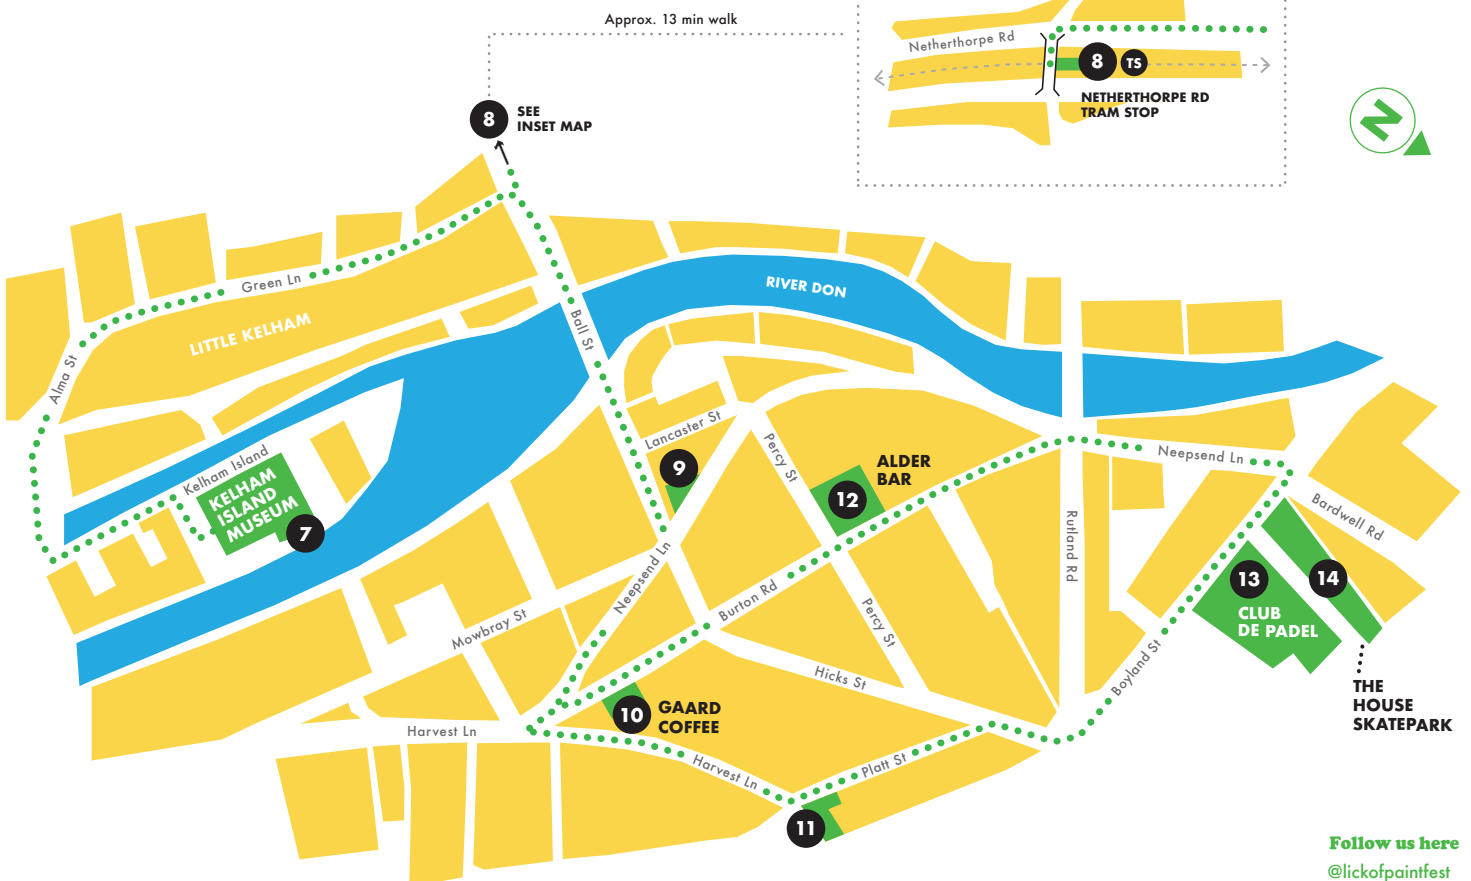 Approx. 13 min walk
Netherthorpe Rd
8
TS
NETHERTHORPE RD
TRAM STOP
8
SEE
INSET MAP
N
Green Ln
LITTLE KELHAM
RIVER DON
Ball St
Alma St
Kelham Island
KELHAM
ISLAND
MUSEUM
7
Lancaster St
9
Percy St
ALDER
BAR
12
Neepsend Ln
Bardwell Rd
Rutland Rd
Neepsend Ln
Burton Rd
Percy St
13
CLUB
DE PADEL
14
Mowbray St
Hicks St
Boyland St
THE
HOUSE
SKATEPARK
10
GAARD
COFFEE
Harvest Ln
Harvest Ln
Platt St
11
Follow us here
@lickofpaintfest